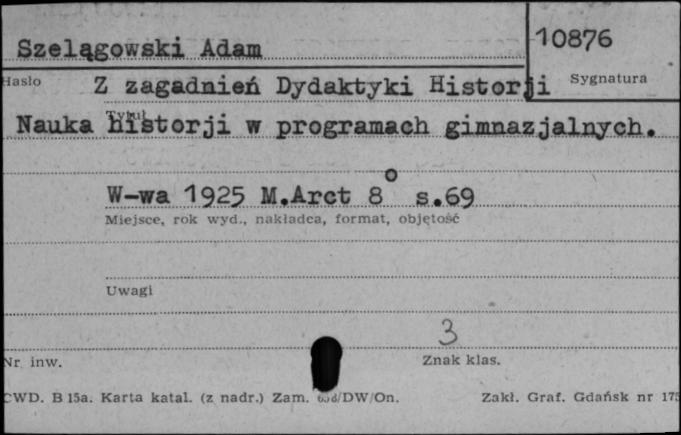 10876
Szelągowski Adam
Hasło
Sygnatura
Z zagadnień Dydaktyki Historji
Tytuł
Nauka historji w programach gimnazjalnych.
W-wa 1925 M.Arct 8° s.69
Miejsce, rok wyd., nakładca, format, objętość
Uwagi
3
Nr inw.
Znak klas.
CWD. B 15a. Karta katal. (z nadr.) Zam. /DW/On.
Zakł. Graf. Gdańsk nr